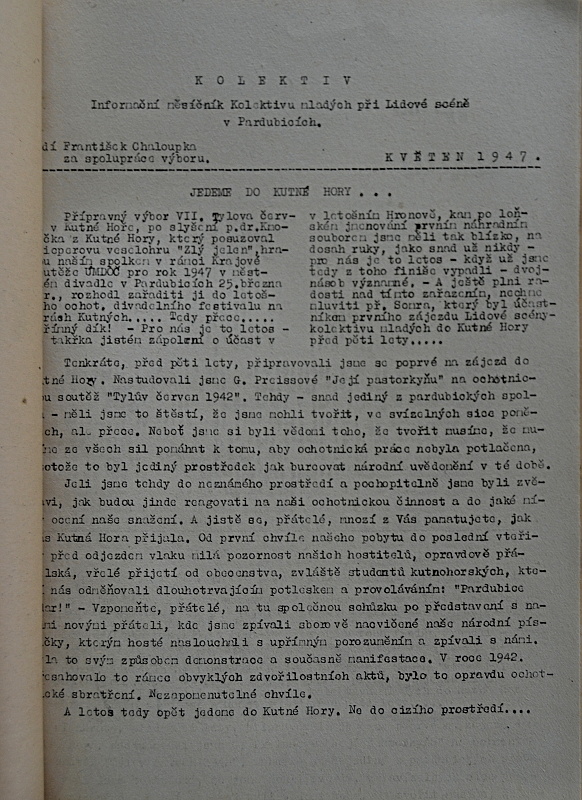 K O L E K T I V
Informační měsíčník Kolektivu mladých při Lidové scéně
v Pardubicích.
dí František Chaloupka
za spolupráce výboru.
K V Ě T E N 1 9 4 7 .
JEDEME DO KUTNÉ HORY . . .
Přípravný výbor VII. Tylova červ-
v Kutné Hoře, po slyšení p.dr.Kno-
čka z Kutné Hory, který posuzoval
icperovu veselohru "Zlý jelen",hra-
u naším spolkem v rámci Krajové
utěže ÚMDOČ pro rok 1947 v měst-
ém divadle v Pardubicích 25.března
r., rozhodl zařaditi ji do letoš-
ho ochot. divadelního festivalu na
rách Kutných.... Tedy přece.....
římný dík! - Pro nás je to letos -
takřka jistém zápolení o účast v
v letošním Hronově, kam po loň-
ském jmenování prvním náhradním
souborem jsme měli tak blízko, na
dosah ruky, jako snad už nikdy -
pro nás je to letos - když už jsme
tedy z toho finiše vypadli - dvoj-
násob významné. - A ještě plni ra-
dosti nad tímto zařazením, nechme
mluviti př. Somra, který byl účast-
níkem prvního zájezdu Lidové scény-
kolektivu mladých do Kutné Hory
před pěti lety.....
Tenkráte, před pěti lety, připravovali jsme se poprvé na zájezd do
tné Hory. Nastudovali jsme G. Preissové "Její pastorkyňu" na ochotnic-
u soutěž "Tylův červen 1942". Tehdy - snad jediný z pardubických spol-
- měli jsme to štěstí, že jsme mohli tvořit, ve svízelných sice pomě-
ch, ale přece. Neboť jsme si byli vědomi toho, že tvořit musíme, že mu-
me ze všech sil pomáhat k tomu, aby ochotnická práce nebyla potlačena,
otože to byl jediný prostředek jak burcovat národní uvědomění v té době.
Jeli jsme tehdy do neznámého prostředí a pochopitelně jsme byli zvě-
avi, jak budou jinde reagovati na naši ochotnickou činnost a do jaké mí-
ocení naše snažení. A jistě se, přátelé, mnozí z Vás pamatujete, jak
s Kutná Hora přijala. Od první chvíle našeho pobytu do poslední vteři-
před odjezdem vlaku milá pozornost našich hostitelů, opravdově přá-
lská, vřelé přijetí od obecenstva, zvláště studentů kutnohorských, kte-
nás odměňovali dlouhotrvajícím potleskem a provoláváním: "Pardubice
ar!" - Vzpomeňte, přátelé, na tu společnou schůzku po představení s na-
mi novými přáteli, kde jsme zpívali sborově nacvičené naše národní pís-
čky, kterým hosté naslouchali s upřímným porozuměním a zpívali s námi.
la to svým způsobem demonstrace a současně manifestace. V roce 1942.
esahovalo to rámec obvyklých zdvořilostních aktů, bylo to opravdu ochot-
cké sbratření. Nezapomenutelné chvíle.
A letos tedy opět jedeme do Kutné Hory. Ne do cizího prostředí....